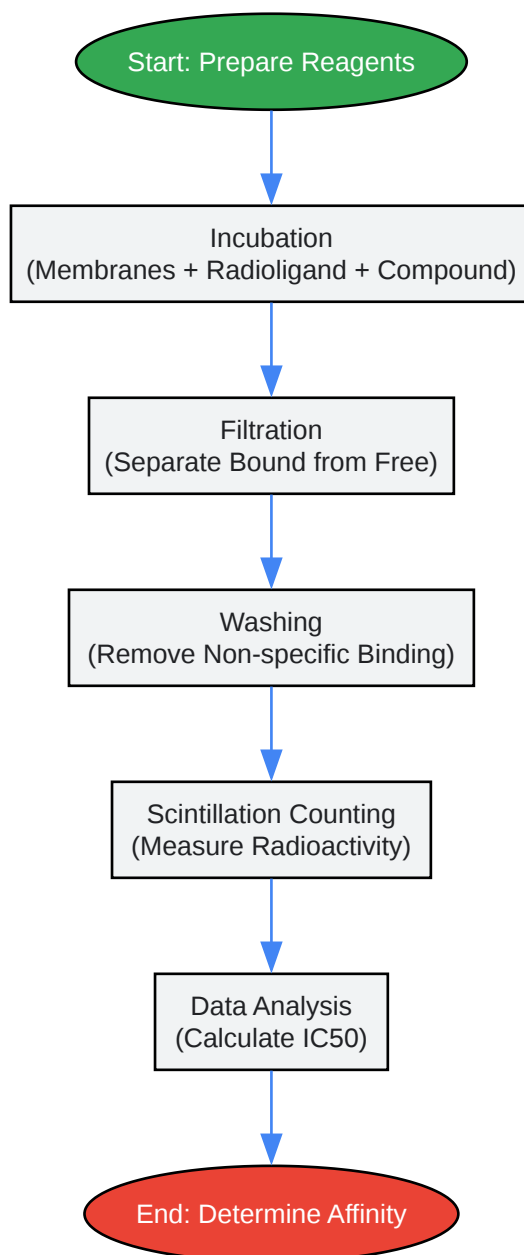 Start: Prepare Reagents
Incubation
(Membranes + Radioligand + Compound)
Filtration
(Separate Bound from Free)
Washing
(Remove Non-specific Binding)
Scintillation Counting
(Measure Radioactivity)
Data Analysis
(Calculate IC50)
End: Determine Affinity